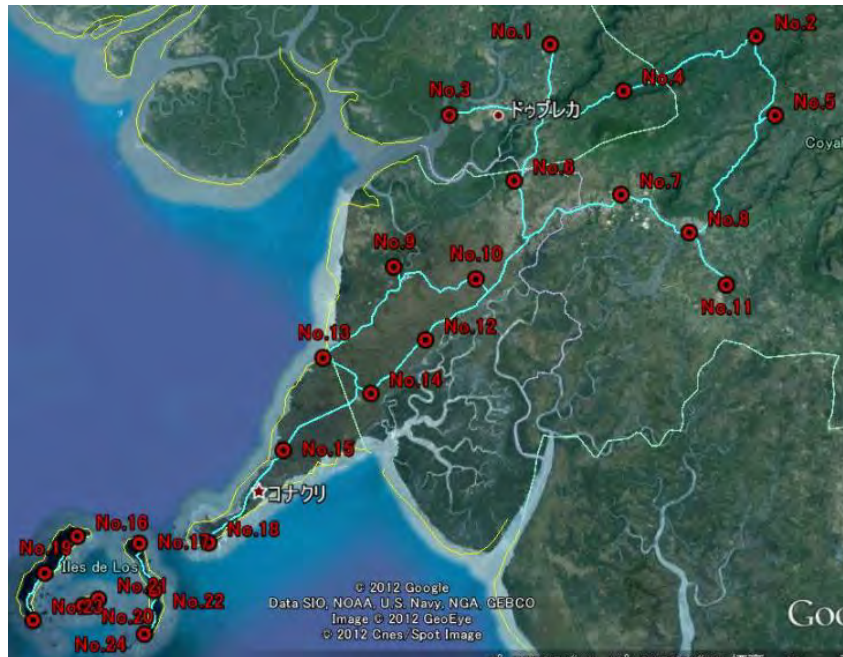 No.1
No.2
No.3
No.4
ドゥブレカ
No.5
Coyah
No.6
No.7
No.8
No.9
No.10
No.11
No.12
No.13
No.14
No.15
コナクリ
No.16
No.17
No.18
No.19
Iles de Los
No.21
No.22
No.23
No.20
No.24
© 2012 Google
Data SIO, NOAA, U.S. Navy, NGA, GEBCO
Image © 2012 GeoEye
© 2012 Cnes/Spot Image
Goo